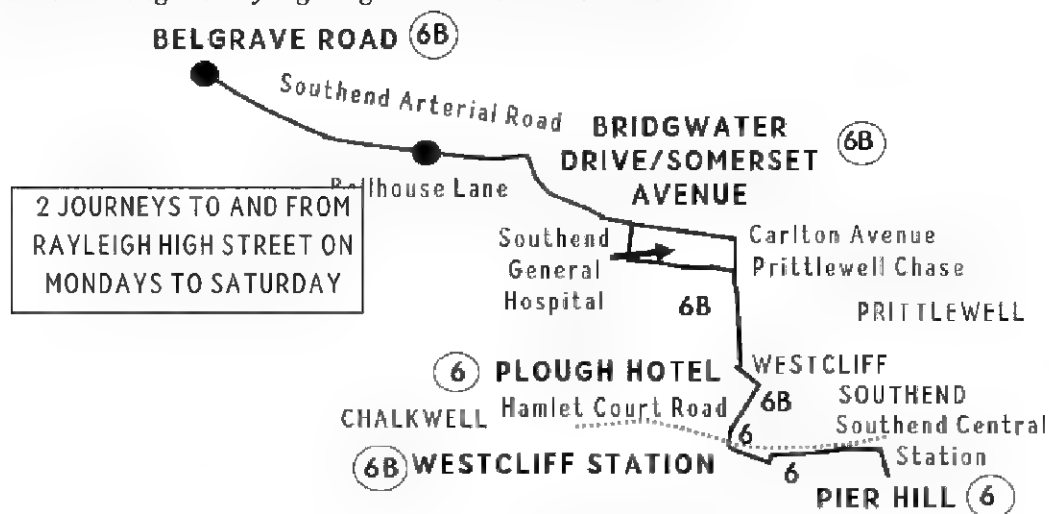 BELGRAVE ROAD 6B
Southend Arterial Road
BRIDGWATER
DRIVE/SOMERSET
AVENUE
6B
Bellhouse Lane
2 JOURNEYS TO AND FROM
RAYLEIGH HIGH STREET ON
MONDAYS TO SATURDAY
Southend
General
Hospital
Carlton Avenue
Prittlewell Chase
6B
PRITTLEWELL
6 PLOUGH HOTEL
WESTCLIFF
6B
SOUTHEND
CHALKWELL
Hamlet Court Road
6
Southend Central
Station
6B WESTCLIFF STATION
6
PIER HILL 6